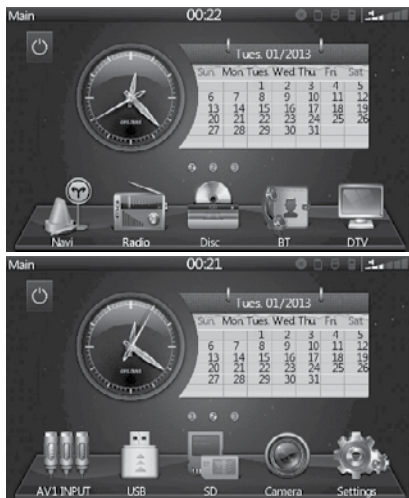 Main 00:22
Tues. 01/2013
Sun. Mon. Tues. Wed. Thu. Fri. Sat.
1 2 3 4 5
6 7 8 9 10 11 12
13 14 15 16 17 18 19
20 21 22 23 24 25 26
27 28 29 30 31
Navi Radio Disc BT DTV
Main 00:21
Tues. 01/2013
Sun. Mon. Tues. Wed. Thu. Fri. Sat.
1 2 3 4 5
6 7 8 9 10 11 12
13 14 15 16 17 18 19
20 21 22 23 24 25 26
27 28 29 30 31
AV1 INPUT USB SD Camera Settings